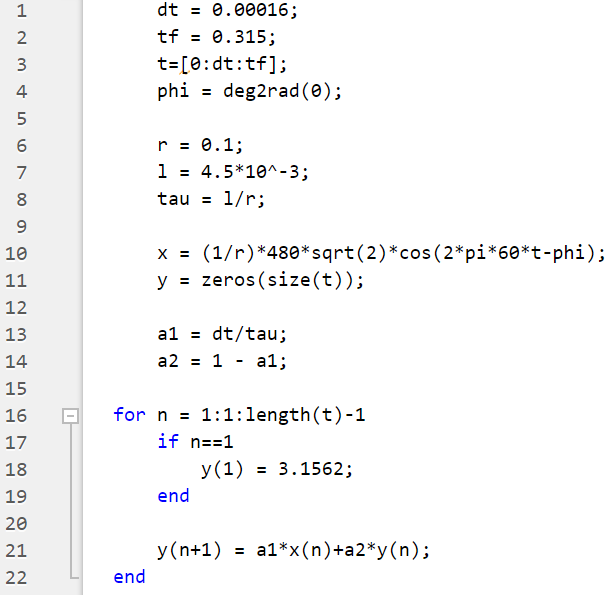 1 dt = 0.00016;
2 tf = 0.315;
3 t=[0:dt:tf];
4 phi = deg2rad(0);
5
6 r = 0.1;
7 l = 4.5*10^-3;
8 tau = l/r;
9
10 x = (1/r)*480*sqrt(2)*cos(2*pi*60*t-phi);
11 y = zeros(size(t));
12
13 a1 = dt/tau;
14 a2 = 1 - a1;
15
16 for n = 1:1:length(t)-1
17 if n==1
18 y(1) = 3.1562;
19 end
20
21 y(n+1) = a1*x(n)+a2*y(n);
22 end